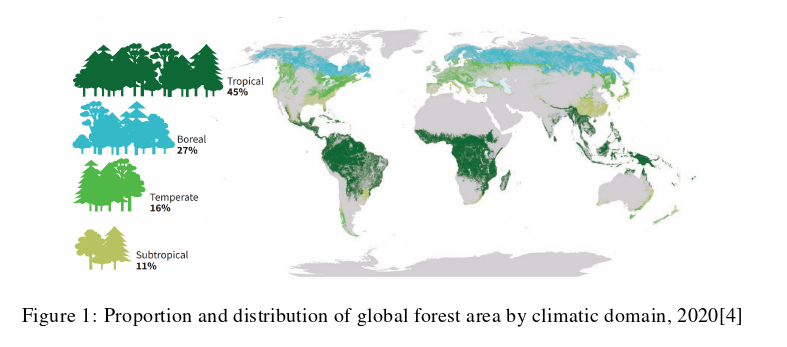 Tropical
45%
Boreal
27%
Temperate
16%
Subtropical
11%
Figure 1: Proportion and distribution of global forest area by climatic domain, 2020[4]